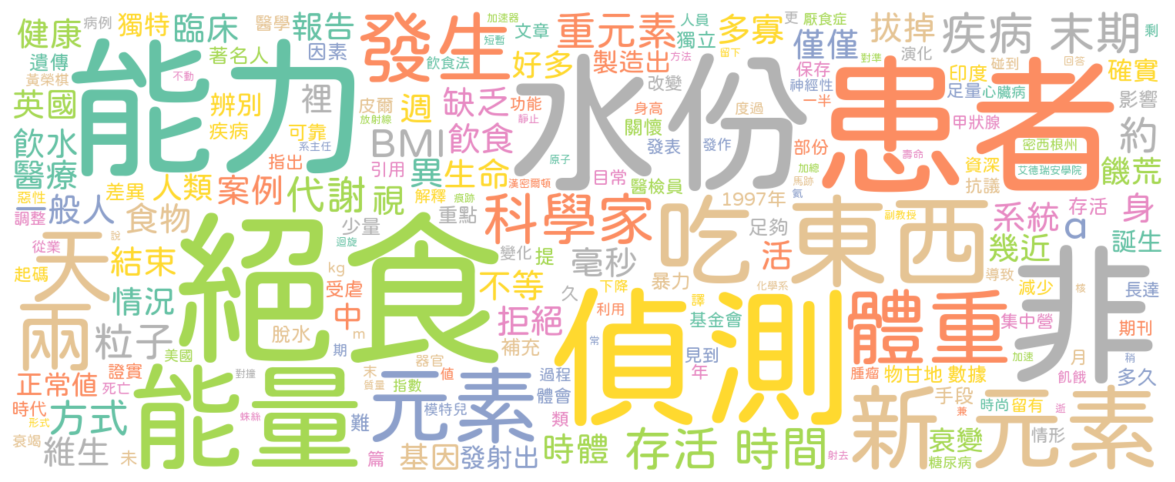 健康
病例
獨特
臨床
醫學
報告
發生
加速器
短暫
飲食法
文章
重元素
人員
獨立
多寡
厭食症
更
拔掉
疾病
末期
剩
遺傳
著名人
因素
好多
製造出
僅僅
演化
黃榮棋
不動
能力
水份
患者
方法
留下
對準
碰到
回答
確實
英國
辨別
裡
皮爾
放射線
週
缺乏
功能
靜止
改變
保存
神經性
一半
印度
足量
心臟病
影響
飲水
疾病
可靠
系主任
BMI
飲食
身高
關懷
度過
發表
發作
部份
甲狀腺
密西根州
約
醫療
指出
引用
異
生命
原子
目常
加總
馬跡
壽命
資深
抗議
艾德瑞安學院
饑荒
惡性
差異
人類
案例
代謝
視
解釋
痕跡
漢密爾頓
醫檢員
1997年
氦
調整
一般人
食物
少量
重點
科學家
足夠
副教授
系統
存活
身
從業
說
迴旋
變化
提
吃
東西
a
起碼
結束
天
絕食
kg
不等
毫秒
久
下降
暴力
活
化學系
導致
幾近
誕生
情況
受虐
中
m
拒絕
利用
譯
減少
核
長達
兩
粒子
脫水
期
補充
常
偵測
基金會
體重
集中營
非
期刊
美國
器官
見到
加速
月
稍
正常值
證實
死亡
對撞
末
質量
值
指數
過程
體會
年
腫瘤
物甘地
數據
飢餓
多久
時代
形式
方式
蛛絲
能量
元素
模特兒
類
手段
兼
時尚
留有
逝
衰竭
維生
未
難
篇
基因
發射出
時體
存活
時間
射去
新元素
衰變
糖尿病
情形